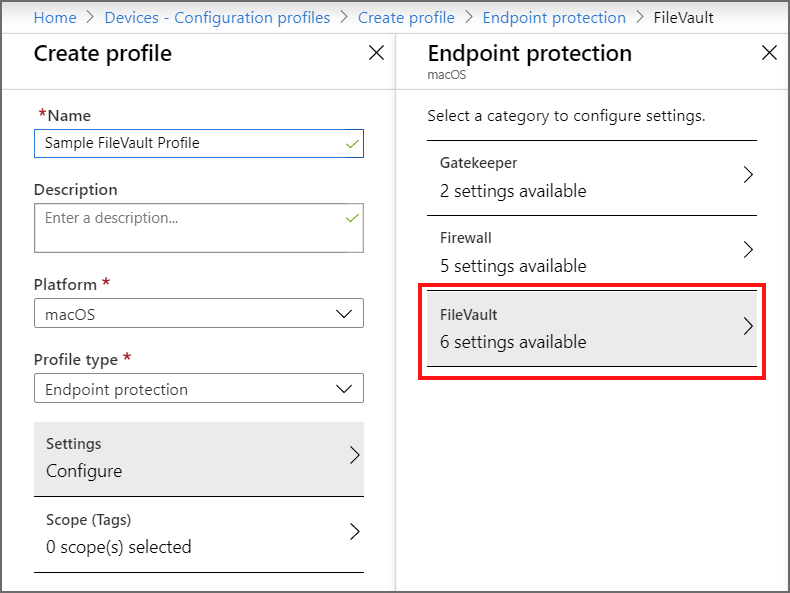 Home > Devices - Configuration profiles > Create profile > Endpoint protection > FileVault
Create profile
*Name
Sample FileVault Profile
Description
Enter a description...
Platform *
macOS
Profile type *
Endpoint protection
Settings
Configure
Scope (Tags)
0 scope(s) selected
Endpoint protection
macOS
Select a category to configure settings.
Gatekeeper
2 settings available
Firewall
5 settings available
FileVault
6 settings available